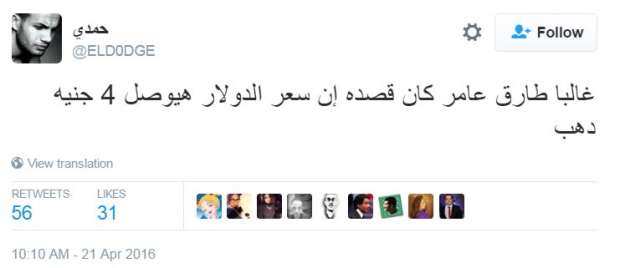 حمدي
@ELD0DGE
Follow
غالبا طارق عامر كان قصده إن سعر الدولار هيوصل 4 جنيه
دهب
View translation
RETWEETS LIKES
56 31
10:10 AM - 21 Apr 2016